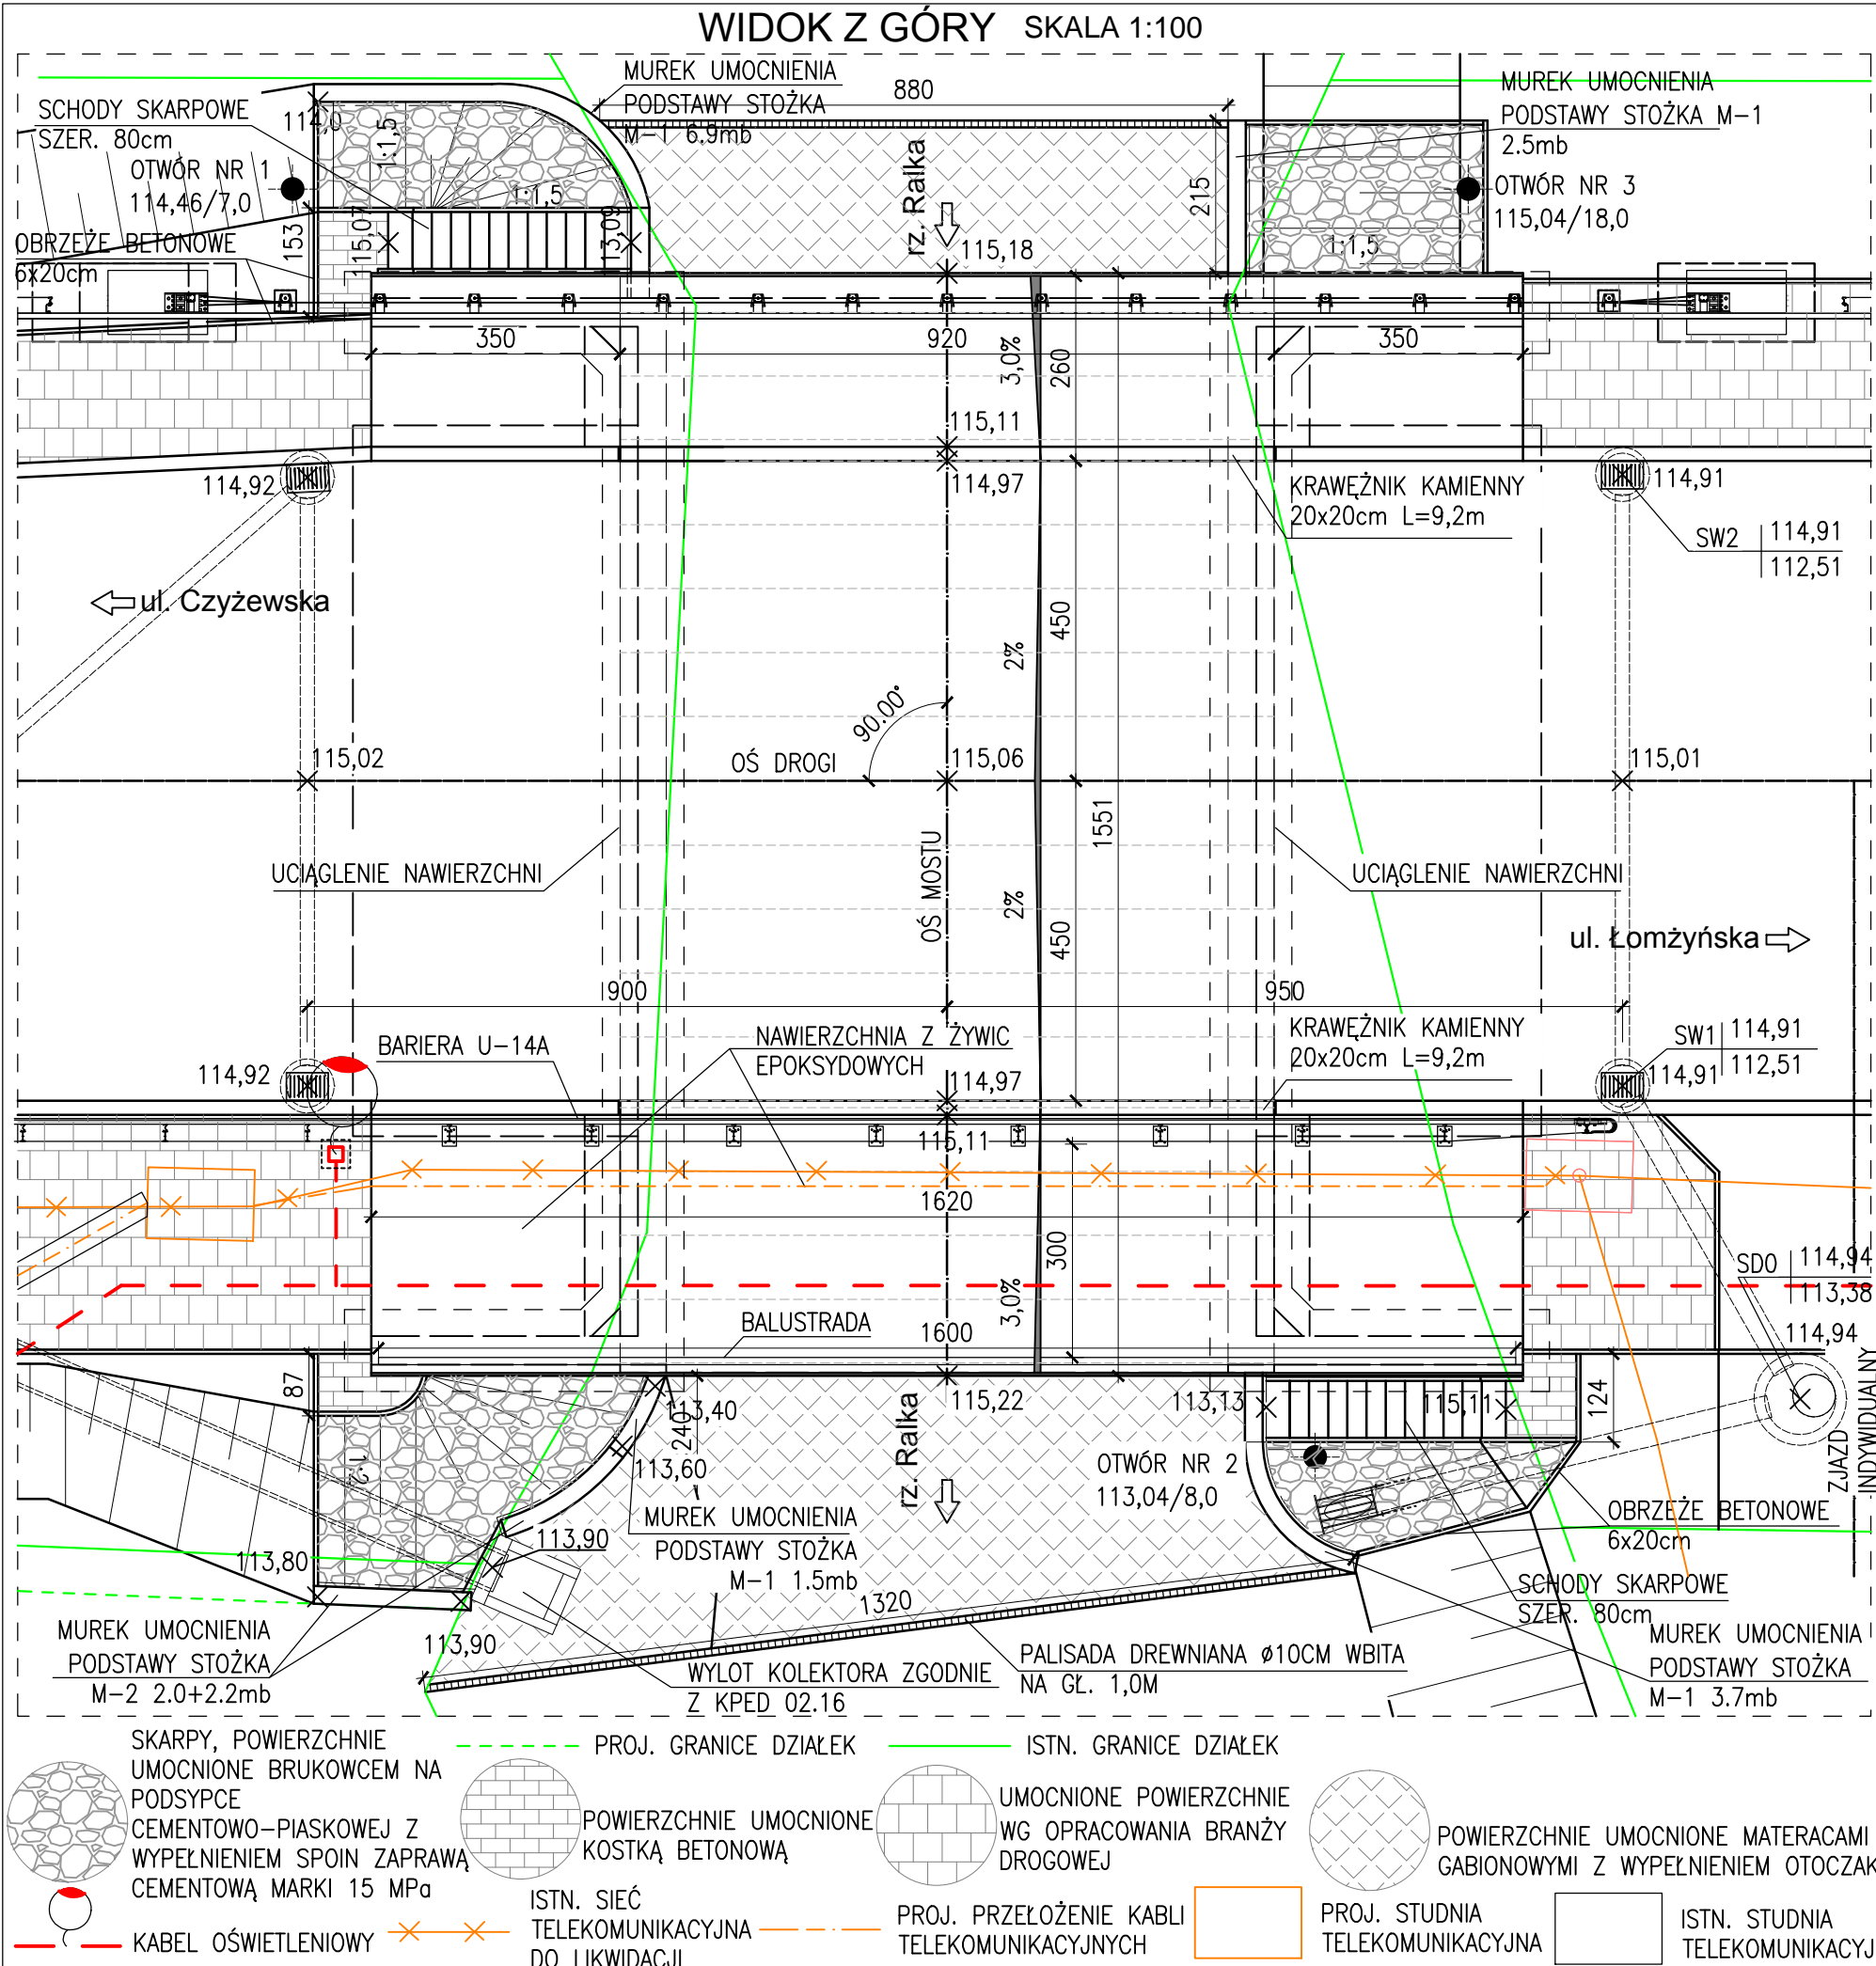 WIDOK Z GÓRY SKALA 1:100
MUREK UMOCNIENIA
PODSTAWY STOŻKA
M-1 6.9mb
880
MUREK UMOCNIENIA
PODSTAWY STOŻKA M-1
2.5mb
SCHODY SKARPOWE
SZER. 80cm
114,0
1:1,5
1:1,5
OTWÓR NR 1
114,46/7,0
OTWÓR NR 3
115,04/18,0
1:1,5
rz. Ralka
215
OBRZEŻE BETONOWE
6x20cm
153
115,07
113,09
115,18
350
920
350
3,0%
260
115,11
114,97
114,92
114,91
KRAWĘŻNIK KAMIENNY
20x20cm L=9,2m
SW2
114,91
112,51
ul. Czyżewska
450
2%
90.00°
115,02
OŚ DROGI
115,06
115,01
1551
UCIĄGLENIE NAWIERZCHNI
OŚ MOSTU
UCIĄGLENIE NAWIERZCHNI
2%
450
ul. Łomżyńska
900
950
BARIERA U-14A
NAWIERZCHNIA Z ŻYWIC
EPOKSYDOWYCH
KRAWĘŻNIK KAMIENNY
20x20cm L=9,2m
SW1
114,91
112,51
114,92
114,97
114,91
115,11
1620
300
3,0%
SD0
114,94
113,38
BALUSTRADA
1600
114,94
87
113,40
240
115,22
113,13
115,11
124
rz. Ralka
1:2
113,60
OTWÓR NR 2
113,04/8,0
ZJAZD
INDYWIDUALNY
MUREK UMOCNIENIA
PODSTAWY STOŻKA
M-1 1.5mb
OBRZEŻE BETONOWE
6x20cm
113,90
113,80
1320
SCHODY SKARPOWE
SZER. 80cm
MUREK UMOCNIENIA
PODSTAWY STOŻKA
M-2 2.0+2.2mb
113,90
WYLOT KOLEKTORA ZGODNIE
Z KPED 02.16
PALISADA DREWNIANA ø10CM WBITA
NA GŁ. 1,0M
MUREK UMOCNIENIA
PODSTAWY STOŻKA
M-1 3.7mb
SKARPY, POWIERZCHNIE
UMOCNIONE BRUKOWCEM NA
PODSYPCE
CEMENTOWO-PIASKOWEJ Z
WYPEŁNIENIEM SPOIN ZAPRAWĄ
CEMENTOWĄ MARKI 15 MPa
PROJ. GRANICE DZIAŁEK
ISTN. GRANICE DZIAŁEK
POWIERZCHNIE UMOCNIONE
KOSTKĄ BETONOWĄ
UMOCNIONE POWIERZCHNIE
WG OPRACOWANIA BRANŻY
DROGOWEJ
POWIERZCHNIE UMOCNIONE MATERACAMI
GABIONOWYMI Z WYPEŁNIENIEM OTOCZAK
KABEL OŚWIETLENIOWY
ISTN. SIEĆ
TELEKOMUNIKACYJNA
DO LIKWIDACJI
PROJ. PRZEŁOŻENIE KABLI
TELEKOMUNIKACYJNYCH
PROJ. STUDNIA
TELEKOMUNIKACYJNA
ISTN. STUDNIA
TELEKOMUNIKACYJ